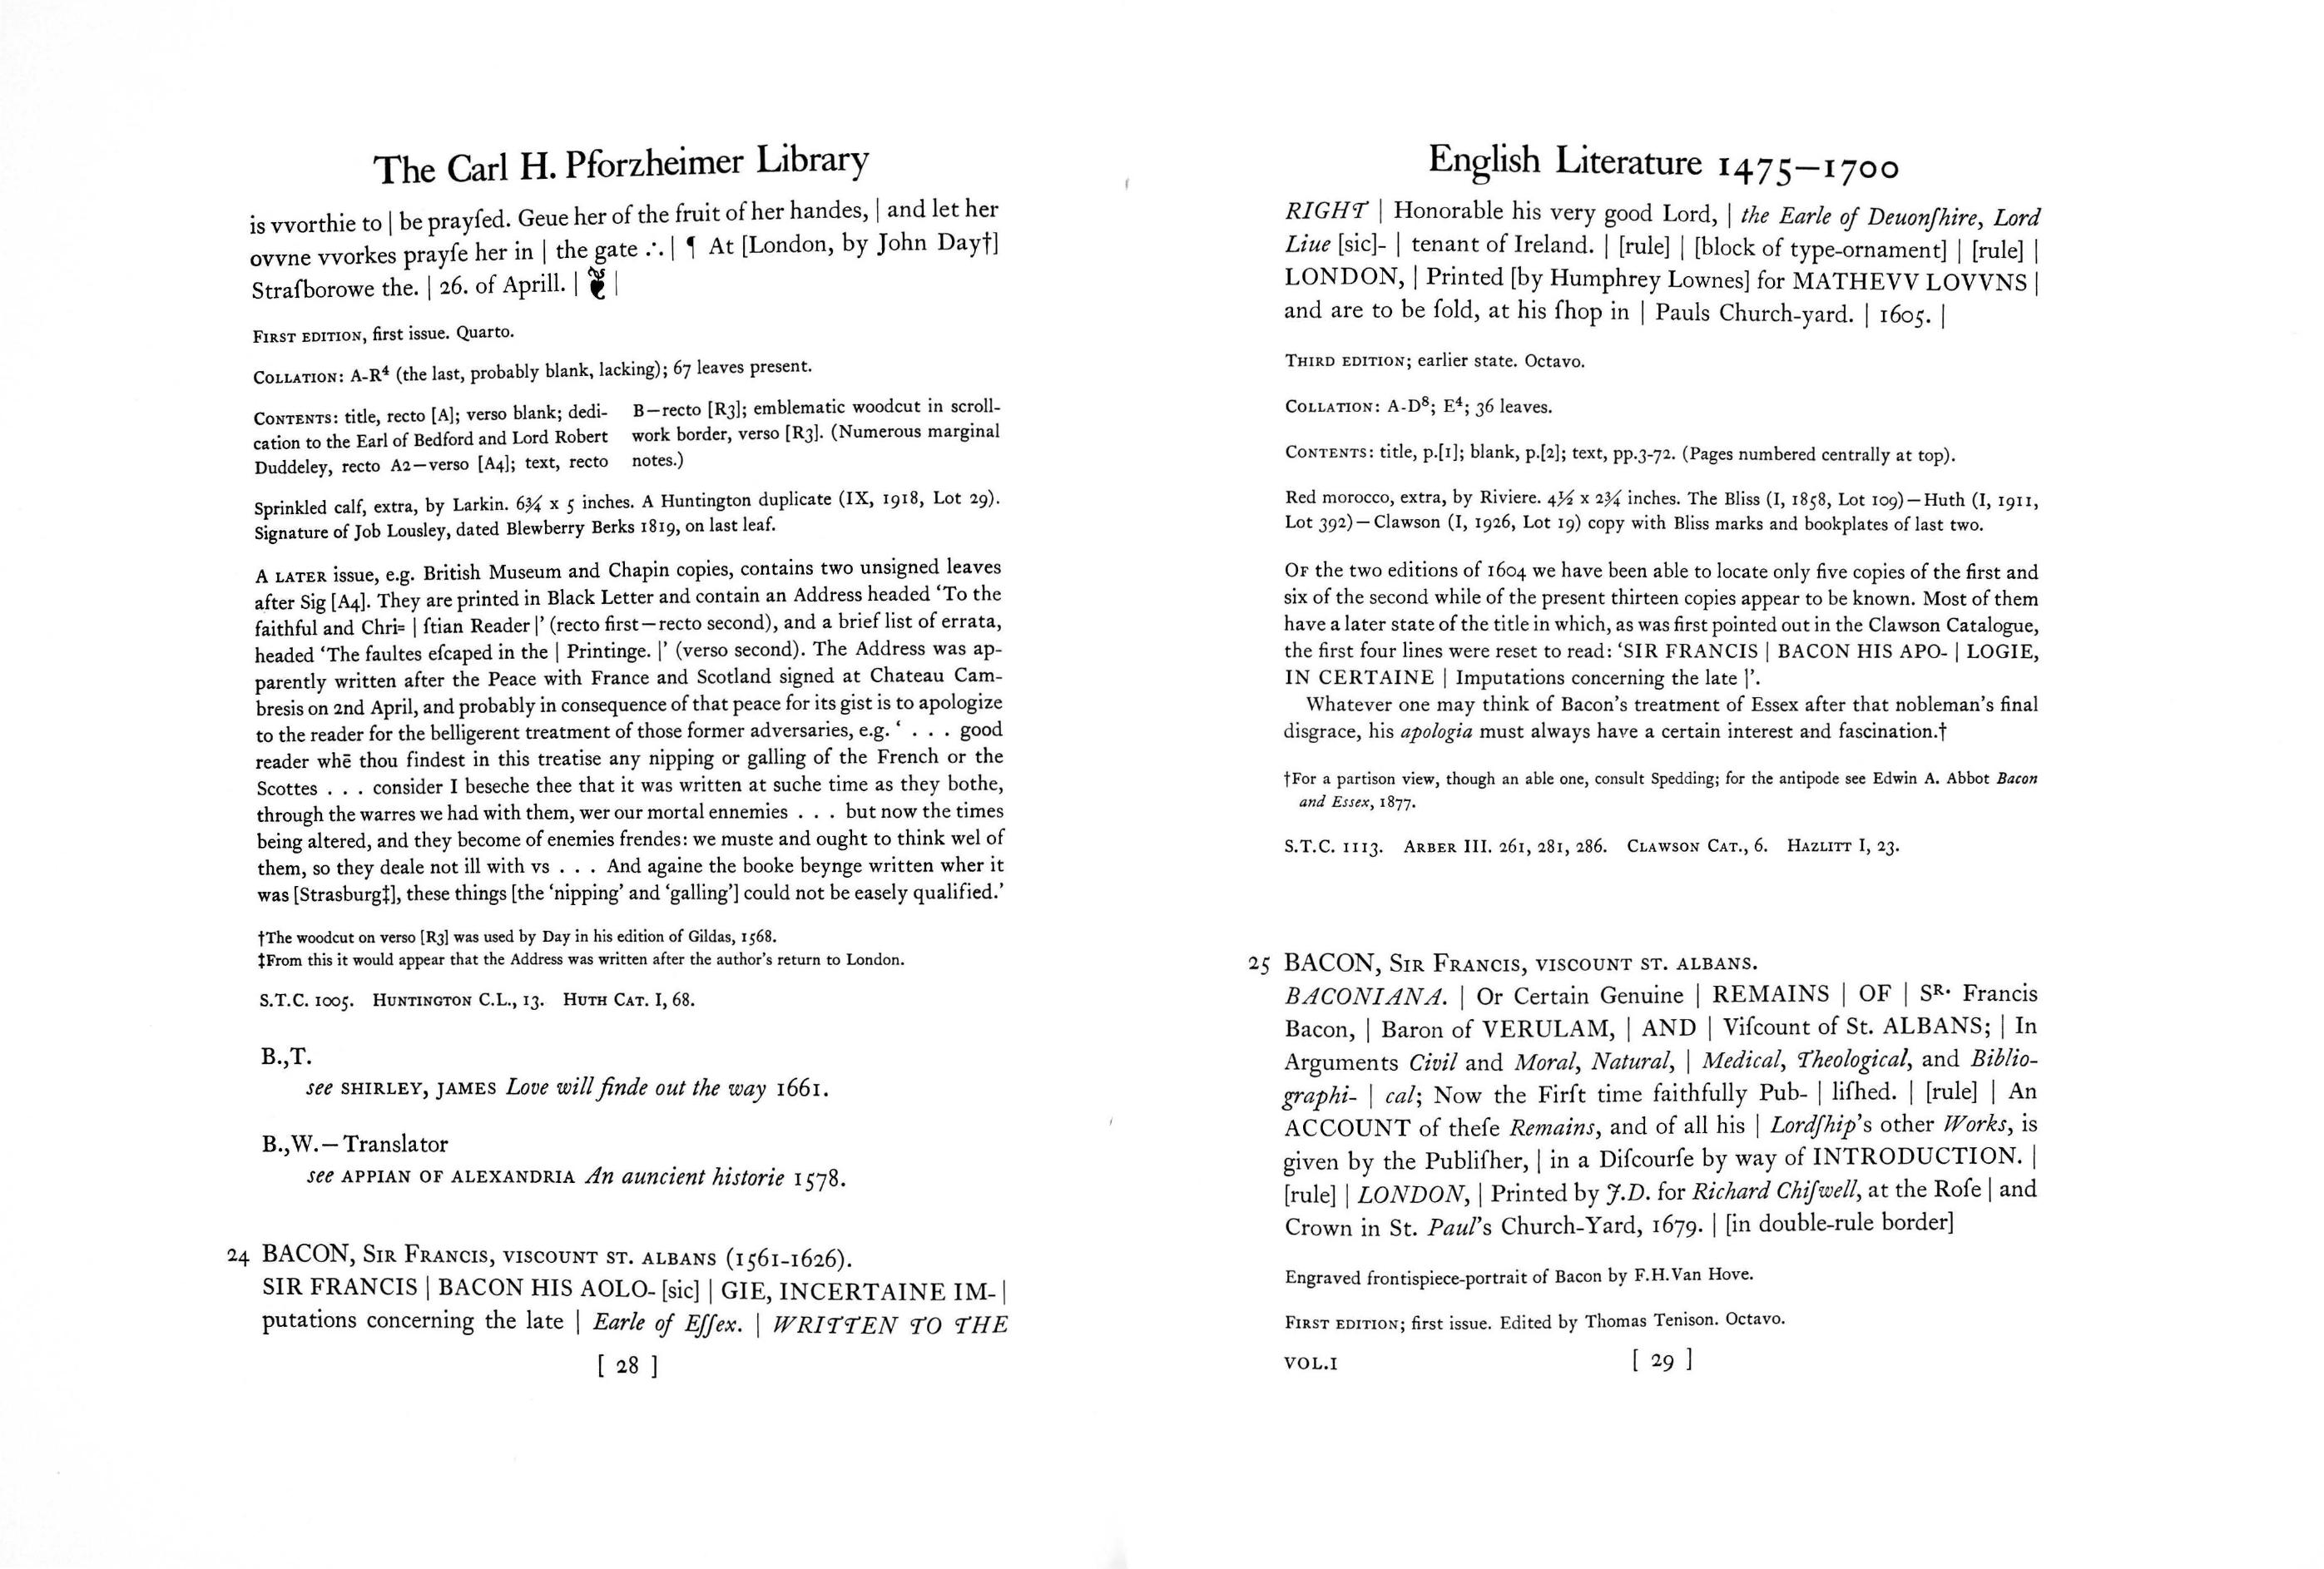 The Carl H. Pforzheimer Library
is vvorthie to | be prayſed. Geue her of the fruit of her handes, | and let her
ovvne vvorkes prayſe her in | the gate ∴ | ¶ At [London, by John Day†]
Straſborowe the. | 26. of Aprill. | ❦ |
FIRST EDITION, first issue. Quarto.
COLLATION: A-R⁴ (the last, probably blank, lacking); 67 leaves present.
CONTENTS: title, recto [A]; verso blank; dedi-
cation to the Earl of Bedford and Lord Robert
Duddeley, recto A2—verso [A4]; text, recto
B—recto [R3]; emblematic woodcut in scroll-
work border, verso [R3]. (Numerous marginal
notes.)
Sprinkled calf, extra, by Larkin. 6¾ x 5 inches. A Huntington duplicate (IX, 1918, Lot 29).
Signature of Job Lousley, dated Blewberry Berks 1819, on last leaf.
A LATER issue, e.g. British Museum and Chapin copies, contains two unsigned leaves
after Sig [A4]. They are printed in Black Letter and contain an Address headed ‘To the
faithful and Chri= | ſtian Reader |’ (recto first—recto second), and a brief list of errata,
headed ‘The faultes eſcaped in the | Printinge. |’ (verso second). The Address was ap-
parently written after the Peace with France and Scotland signed at Chateau Cam-
bresis on 2nd April, and probably in consequence of that peace for its gist is to apologize
to the reader for the belligerent treatment of those former adversaries, e.g. ‘ . . . good
reader whē thou findest in this treatise any nipping or galling of the French or the
Scottes . . . consider I beseche thee that it was written at suche time as they bothe,
through the warres we had with them, wer our mortal ennemies . . . but now the times
being altered, and they become of enemies frendes: we muste and ought to think wel of
them, so they deale not ill with vs . . . And againe the booke beynge written wher it
was [Strasburg‡], these things [the ‘nipping’ and ‘galling’] could not be easely qualified.’
†The woodcut on verso [R3] was used by Day in his edition of Gildas, 1568.
‡From this it would appear that the Address was written after the author’s return to London.
S.T.C. 1005. HUNTINGTON C.L., 13. HUTH CAT. I, 68.
B.,T.
see SHIRLEY, JAMES Love will finde out the way 1661.
B.,W.—Translator
see APPIAN OF ALEXANDRIA An auncient historie 1578.
24 BACON, SIR FRANCIS, VISCOUNT ST. ALBANS (1561-1626).
SIR FRANCIS | BACON HIS AOLO- [sic] | GIE, INCERTAINE IM- |
putations concerning the late | Earle of Eſſex. | WRITTEN TO THE
[ 28 ]
English Literature 1475—1700
RIGHT | Honorable his very good Lord, | the Earle of Deuonſhire, Lord
Liue [sic]- | tenant of Ireland. | [rule] | [block of type-ornament] | [rule] |
LONDON, | Printed [by Humphrey Lownes] for MATHEVV LOVVNS |
and are to be ſold, at his ſhop in | Pauls Church-yard. | 1605. |
THIRD EDITION; earlier state. Octavo.
COLLATION: A-D⁸; E⁴; 36 leaves.
CONTENTS: title, p.[1]; blank, p.[2]; text, pp.3-72. (Pages numbered centrally at top).
Red morocco, extra, by Riviere. 4½ x 2¾ inches. The Bliss (I, 1858, Lot 109)—Huth (I, 1911,
Lot 392)—Clawson (I, 1926, Lot 19) copy with Bliss marks and bookplates of last two.
OF the two editions of 1604 we have been able to locate only five copies of the first and
six of the second while of the present thirteen copies appear to be known. Most of them
have a later state of the title in which, as was first pointed out in the Clawson Catalogue,
the first four lines were reset to read: ‘SIR FRANCIS | BACON HIS APO- | LOGIE,
IN CERTAINE | Imputations concerning the late |’.
Whatever one may think of Bacon’s treatment of Essex after that nobleman’s final
disgrace, his apologia must always have a certain interest and fascination.†
†For a partison view, though an able one, consult Spedding; for the antipode see Edwin A. Abbot Bacon
and Essex, 1877.
S.T.C. 1113. ARBER III. 261, 281, 286. CLAWSON CAT., 6. HAZLITT I, 23.
25 BACON, SIR FRANCIS, VISCOUNT ST. ALBANS.
BACONIANA. | Or Certain Genuine | REMAINS | OF | Sᴿ· Francis
Bacon, | Baron of VERULAM, | AND | Viſcount of St. ALBANS; | In
Arguments Civil and Moral, Natural, | Medical, Theological, and Biblio-
graphi- | cal; Now the Firſt time faithfully Pub- | liſhed. | [rule] | An
ACCOUNT of theſe Remains, and of all his | Lordſhip’s other Works, is
given by the Publiſher, | in a Diſcourſe by way of INTRODUCTION. |
[rule] | LONDON, | Printed by J.D. for Richard Chiſwell, at the Roſe | and
Crown in St. Paul’s Church-Yard, 1679. | [in double-rule border]
Engraved frontispiece-portrait of Bacon by F.H.Van Hove.
FIRST EDITION; first issue. Edited by Thomas Tenison. Octavo.
VOL.I [ 29 ]